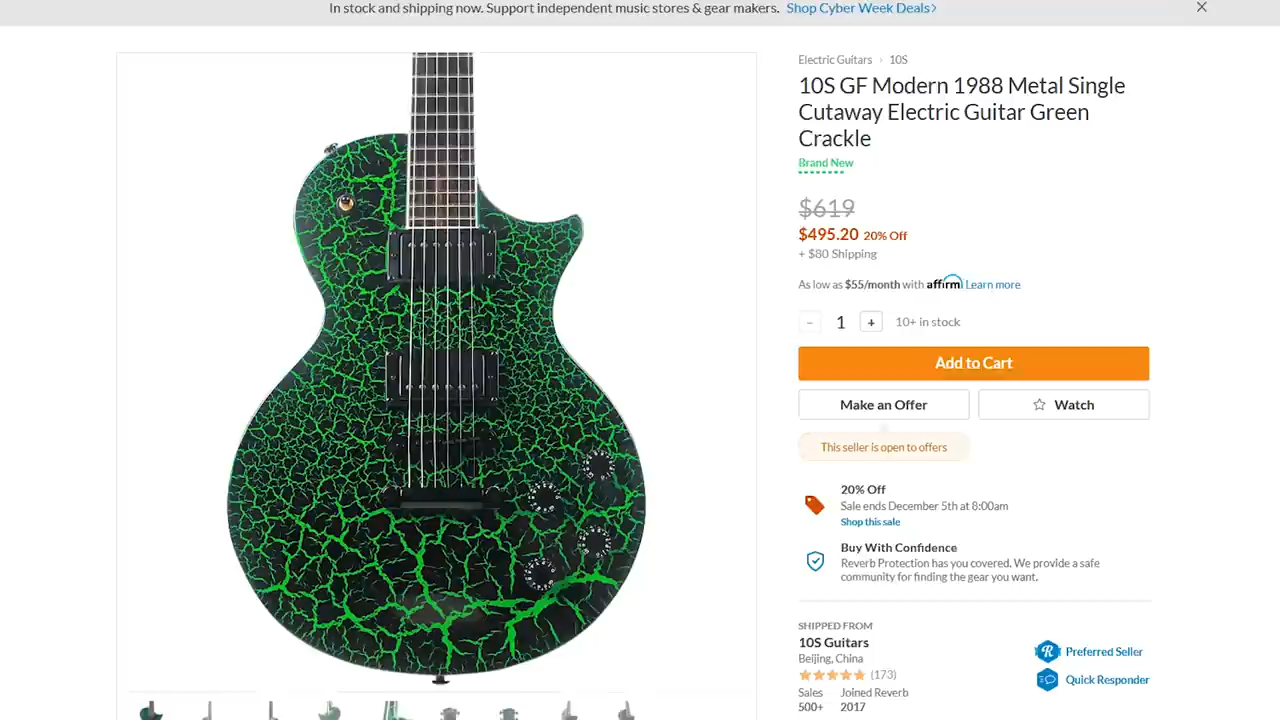 In stock and shipping now. Support independent music stores & gear makers. Shop Cyber Week Deals>
Electric Guitars > 10S
10S GF Modern 1988 Metal Single
Cutaway Electric Guitar Green
Crackle
Brand New
$619
$495.20 20% Off
+ $80 Shipping
As low as $55/month with affirm Learn more
- 1 + 10+ in stock
Add to Cart
Make an Offer
Watch
This seller is open to offers
20% Off
Sale ends December 5th at 8:00am
Shop this sale
Buy With Confidence
Reverb Protection has you covered. We provide a safe
community for finding the gear you want.
SHIPPED FROM
10S Guitars
Beijing, China
(173)
Sales Joined Reverb
500+ 2017
R Preferred Seller
Quick Responder